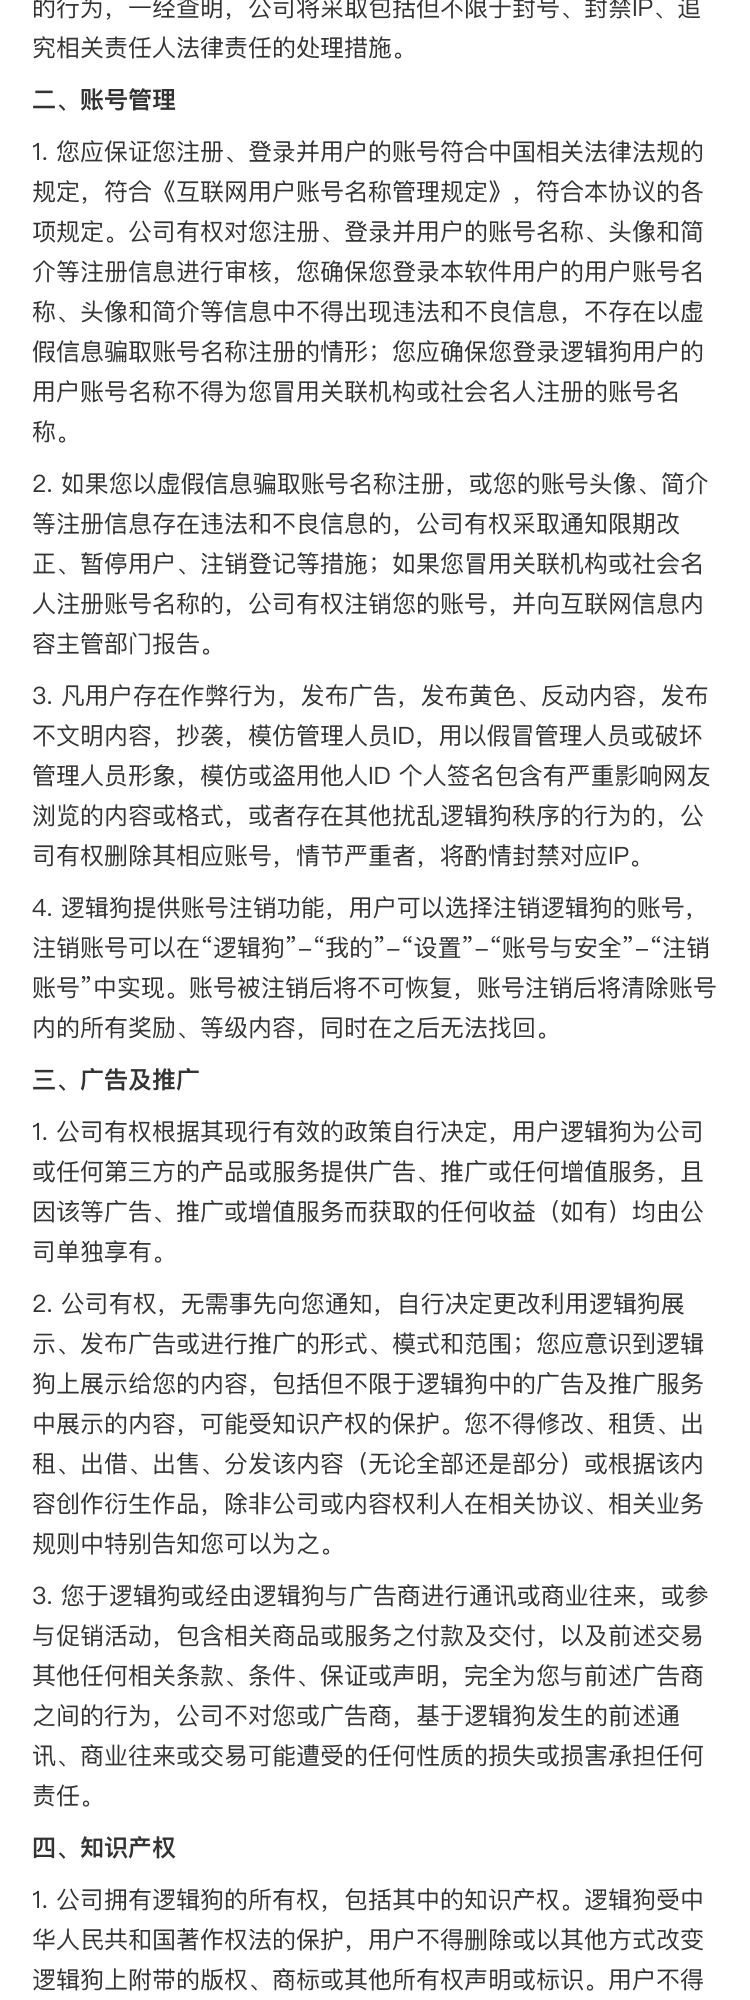 的行为，一经查明，公司将采取包括但不限于封号、封禁IP、追
究相关责任人法律责任的处理措施。
二、账号管理
1. 您应保证您注册、登录并用户的账号符合中国相关法律法规的
规定，符合《互联网用户账号名称管理规定》，符合本协议的各
项规定。公司有权对您注册、登录并用户的账号名称、头像和简
介等注册信息进行审核，您确保您登录本软件用户的用户账号名
称、头像和简介等信息中不得出现违法和不良信息，不存在以虚
假信息骗取账号名称注册的情形；您应确保您登录逻辑狗用户的
用户账号名称不得为您冒用关联机构或社会名人注册的账号名
称。
2. 如果您以虚假信息骗取账号名称注册，或您的账号头像、简介
等注册信息存在违法和不良信息的，公司有权采取通知限期改
正、暂停用户、注销登记等措施；如果您冒用关联机构或社会名
人注册账号名称的，公司有权注销您的账号，并向互联网信息内
容主管部门报告。
3. 凡用户存在作弊行为，发布广告，发布黄色、反动内容，发布
不文明内容，抄袭，模仿管理人员ID，用以假冒管理人员或破坏
管理人员形象，模仿或盗用他人ID 个人签名包含有严重影响网友
浏览的内容或格式，或者存在其他扰乱逻辑狗秩序的行为的，公
司有权删除其相应账号，情节严重者，将酌情封禁对应IP。
4. 逻辑狗提供账号注销功能，用户可以选择注销逻辑狗的账号，
注销账号可以在“逻辑狗”–“我的”–“设置”–“账号与安全”–“注销
账号”中实现。账号被注销后将不可恢复，账号注销后将清除账号
内的所有奖励、等级内容，同时在之后无法找回。
三、广告及推广
1. 公司有权根据其现行有效的政策自行决定，用户逻辑狗为公司
或任何第三方的产品或服务提供广告、推广或任何增值服务，且
因该等广告、推广或增值服务而获取的任何收益（如有）均由公
司单独享有。
2. 公司有权，无需事先向您通知，自行决定更改利用逻辑狗展
示、发布广告或进行推广的形式、模式和范围；您应意识到逻辑
狗上展示给您的内容，包括但不限于逻辑狗中的广告及推广服务
中展示的内容，可能受知识产权的保护。您不得修改、租赁、出
租、出借、出售、分发该内容（无论全部还是部分）或根据该内
容创作衍生作品，除非公司或内容权利人在相关协议、相关业务
规则中特别告知您可以为之。
3. 您于逻辑狗或经由逻辑狗与广告商进行通讯或商业往来，或参
与促销活动，包含相关商品或服务之付款及交付，以及前述交易
其他任何相关条款、条件、保证或声明，完全为您与前述广告商
之间的行为，公司不对您或广告商，基于逻辑狗发生的前述通
讯、商业往来或交易可能遭受的任何性质的损失或损害承担任何
责任。
四、知识产权
1. 公司拥有逻辑狗的所有权，包括其中的知识产权。逻辑狗受中
华人民共和国著作权法的保护，用户不得删除或以其他方式改变
逻辑狗上附带的版权、商标或其他所有权声明或标识。用户不得